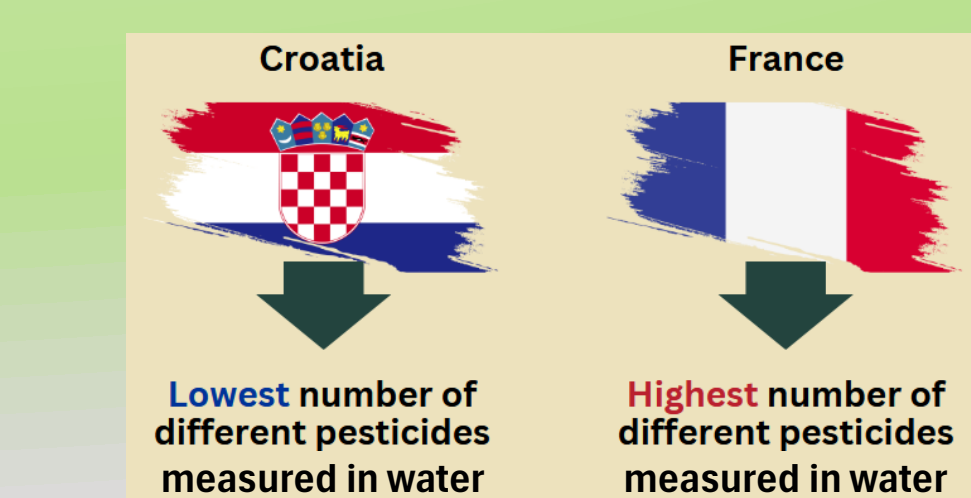 Croatia
Lowest number of
different pesticides
measured in water
France
Highest number of
different pesticides
measured in water